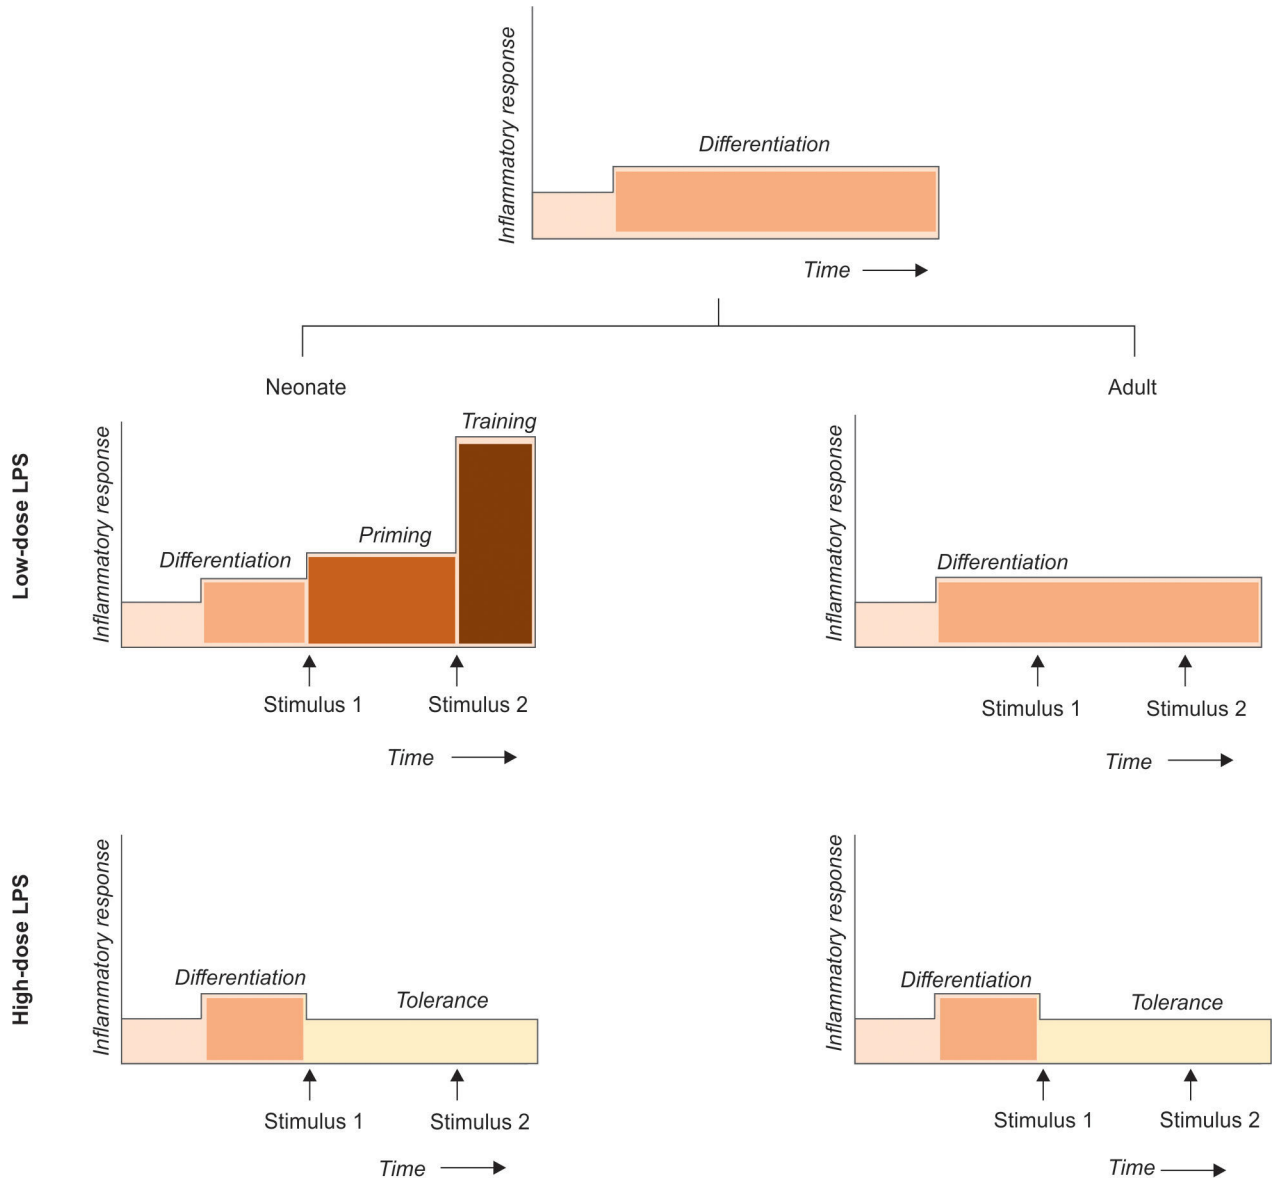 Inflammatory response
Differentiation
Time
Neonate
Adult
Low-dose LPS
Inflammatory response
Differentiation
Priming
Training
Stimulus 1
Stimulus 2
Time
Inflammatory response
Differentiation
Stimulus 1
Stimulus 2
Time
High-dose LPS
Inflammatory response
Differentiation
Tolerance
Stimulus 1
Stimulus 2
Time
Inflammatory response
Differentiation
Tolerance
Stimulus 1
Stimulus 2
Time